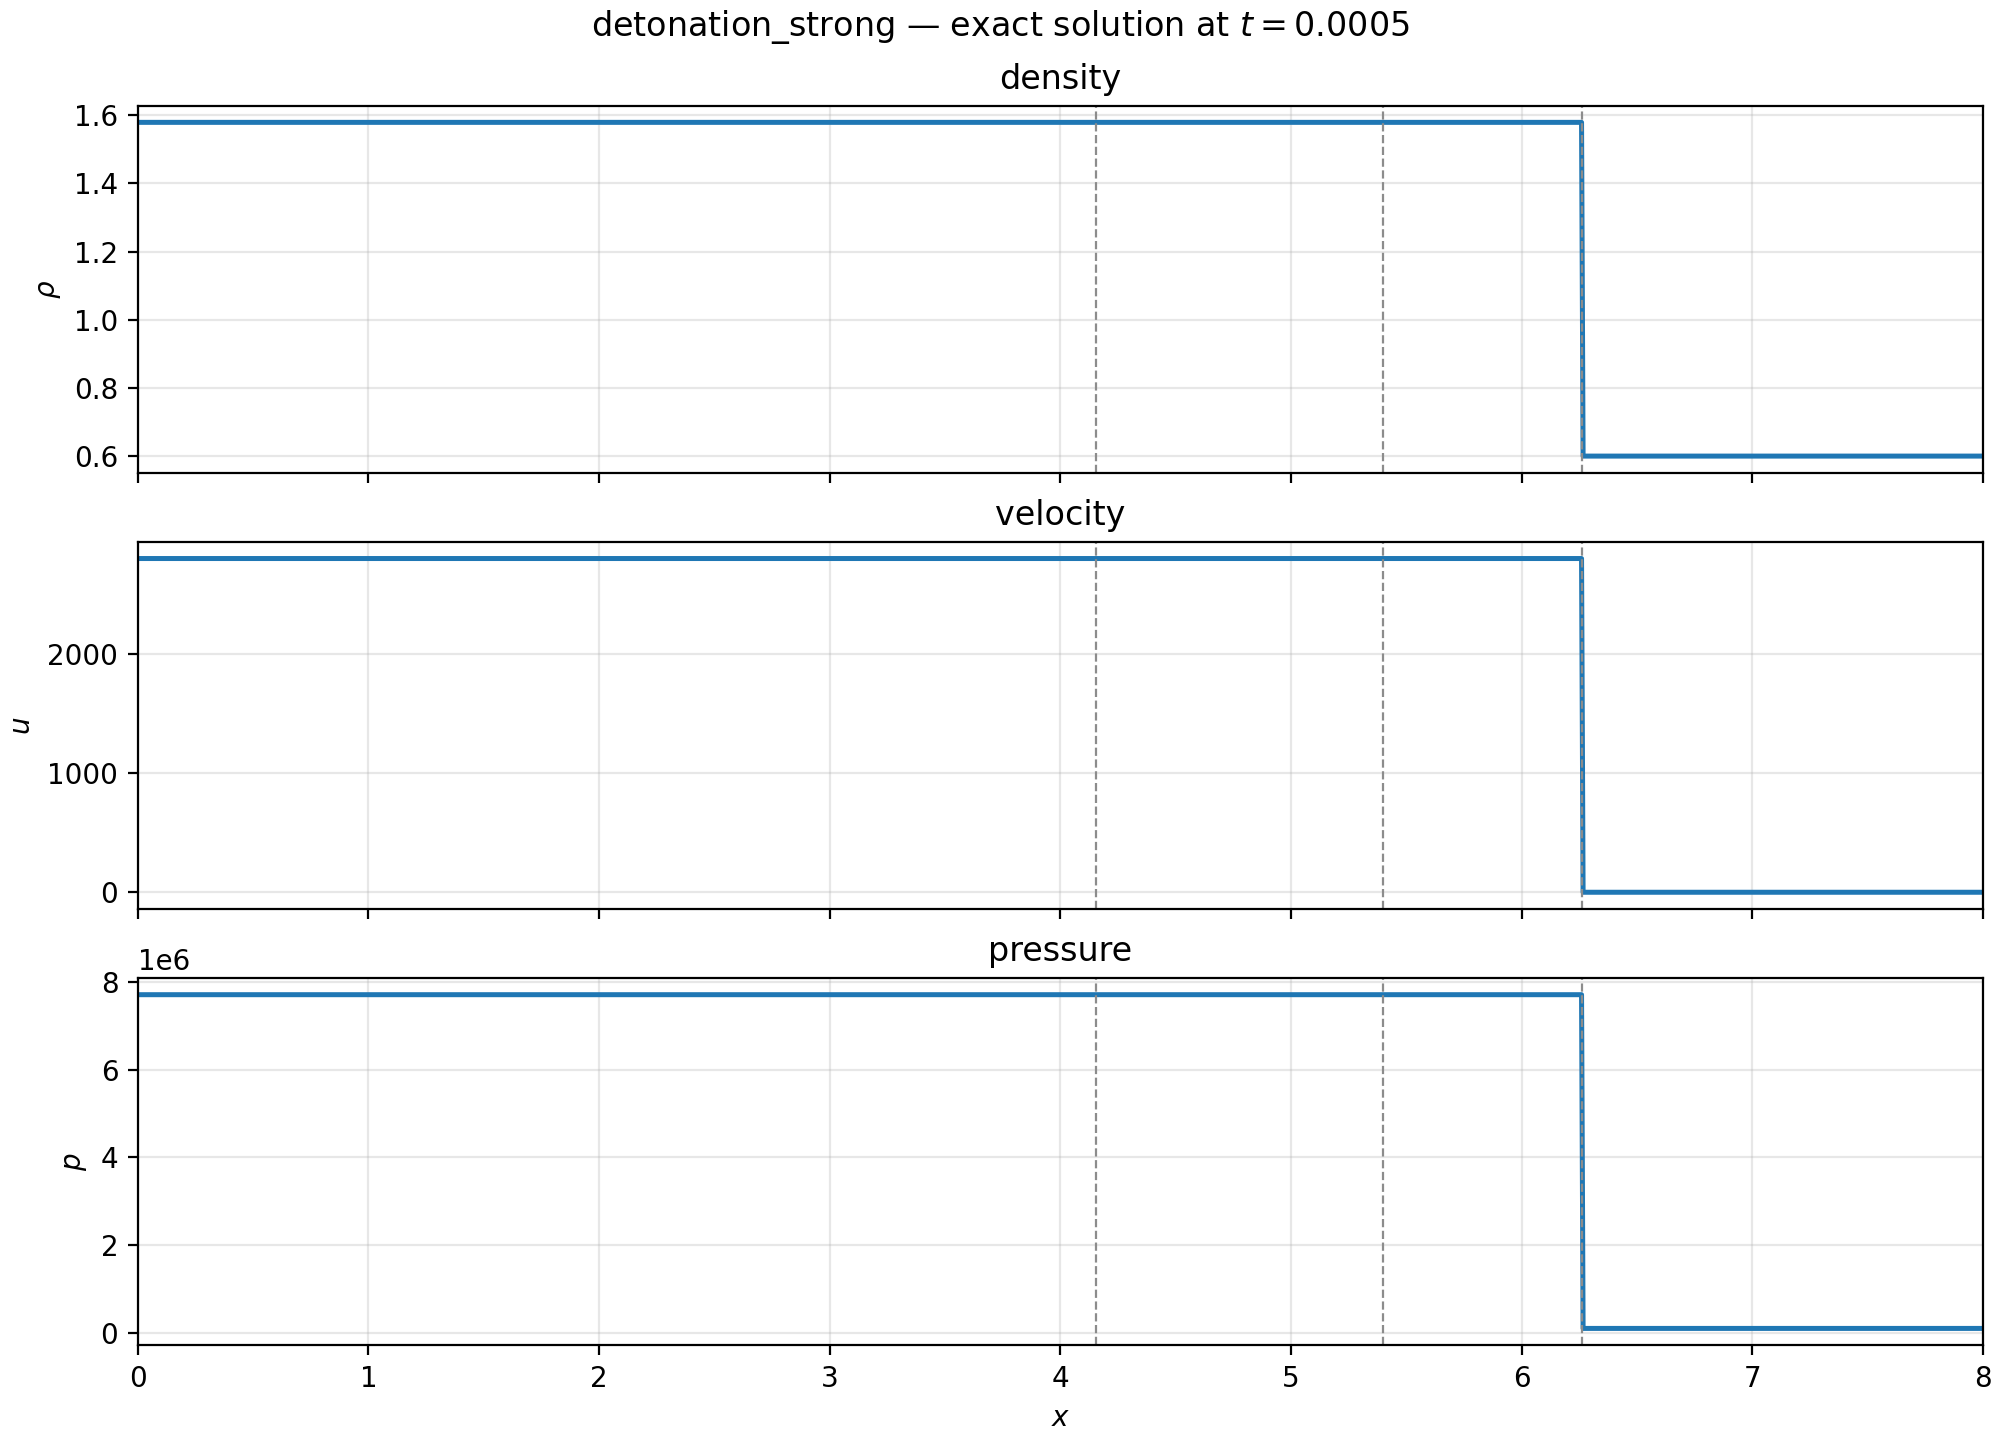 detonation_strong — exact solution at t = 0.0005
density
1.6
1.4
1.2
1.0
0.8
0.6
ρ
velocity
2000
1000
0
u
pressure
1e6
8
6
4
2
0
p
0 1 2 3 4 5 6 7 8
x